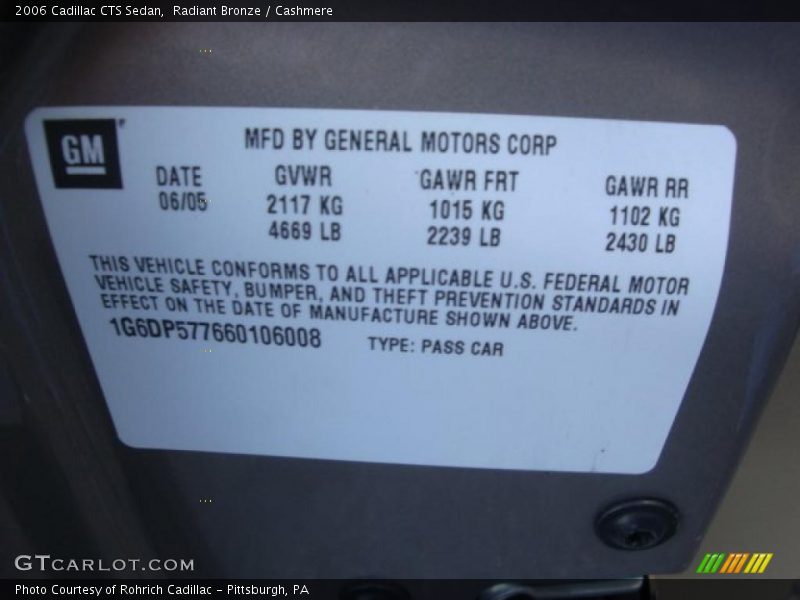 2006 Cadillac CTS Sedan, Radiant Bronze / Cashmere
GM
MFD BY GENERAL MOTORS CORP
DATE GVWR GAWR FRT GAWR RR
06/05 2117 KG 1015 KG 1102 KG
4669 LB 2239 LB 2430 LB
THIS VEHICLE CONFORMS TO ALL APPLICABLE U.S. FEDERAL MOTOR
VEHICLE SAFETY, BUMPER, AND THEFT PREVENTION STANDARDS IN
EFFECT ON THE DATE OF MANUFACTURE SHOWN ABOVE.
1G6DP577660106008 TYPE: PASS CAR
GTCARLOT.COM
Photo Courtesy of Rohrich Cadillac - Pittsburgh, PA